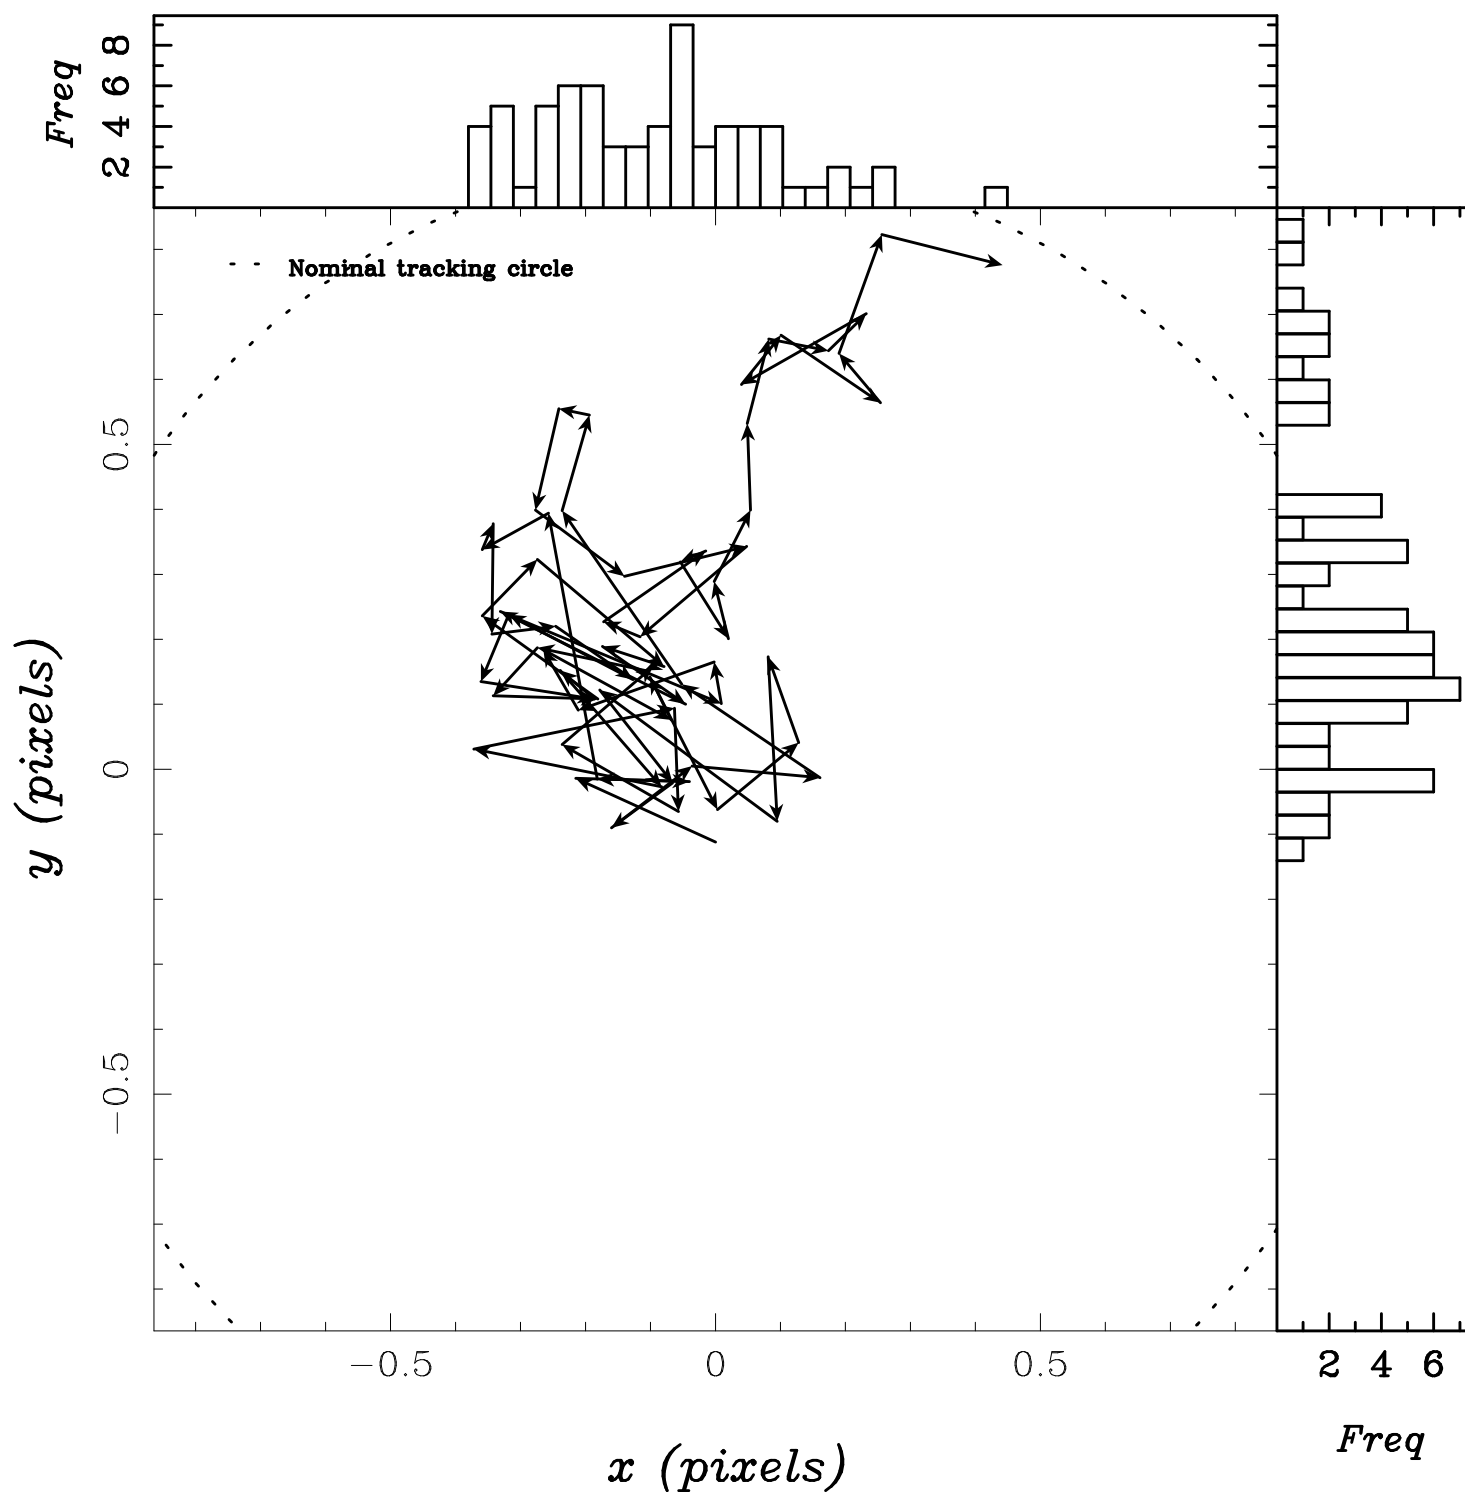 Freq
2 4 6 8
Nominal tracking circle
y (pixels)
0.5
0
−0.5
−0.5 0 0.5
x (pixels)
2 4 6
Freq